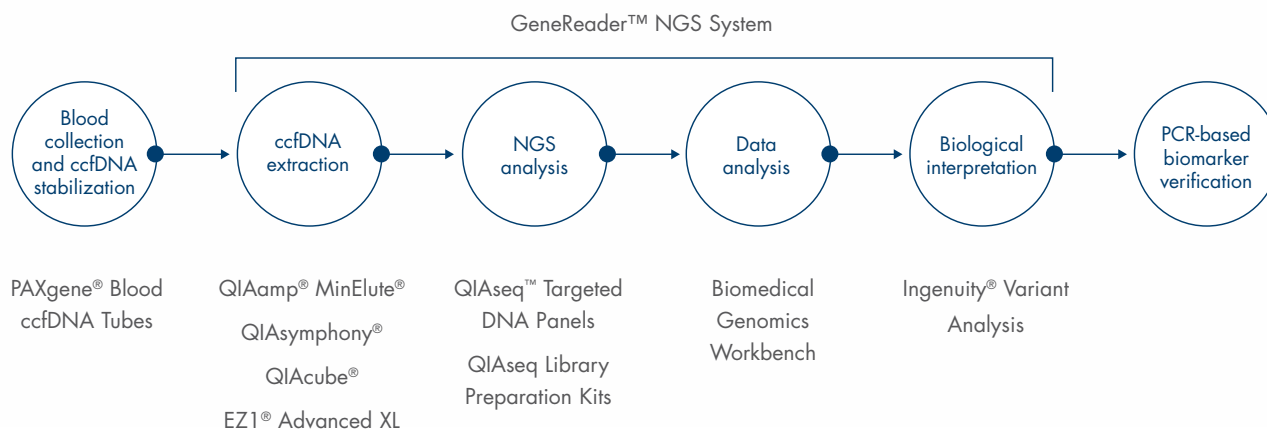 GeneReader™ NGS System
Blood
collection
and ccfDNA
stabilization
ccfDNA
extraction
NGS
analysis
Data
analysis
Biological
interpretation
PCR-based
biomarker
verification
PAXgene® Blood
ccfDNA Tubes
QIAamp® MinElute®
QIAsymphony®
QIAcube®
EZ1® Advanced XL
QIAseq™ Targeted
DNA Panels
QIAseq Library
Preparation Kits
Biomedical
Genomics
Workbench
Ingenuity® Variant
Analysis